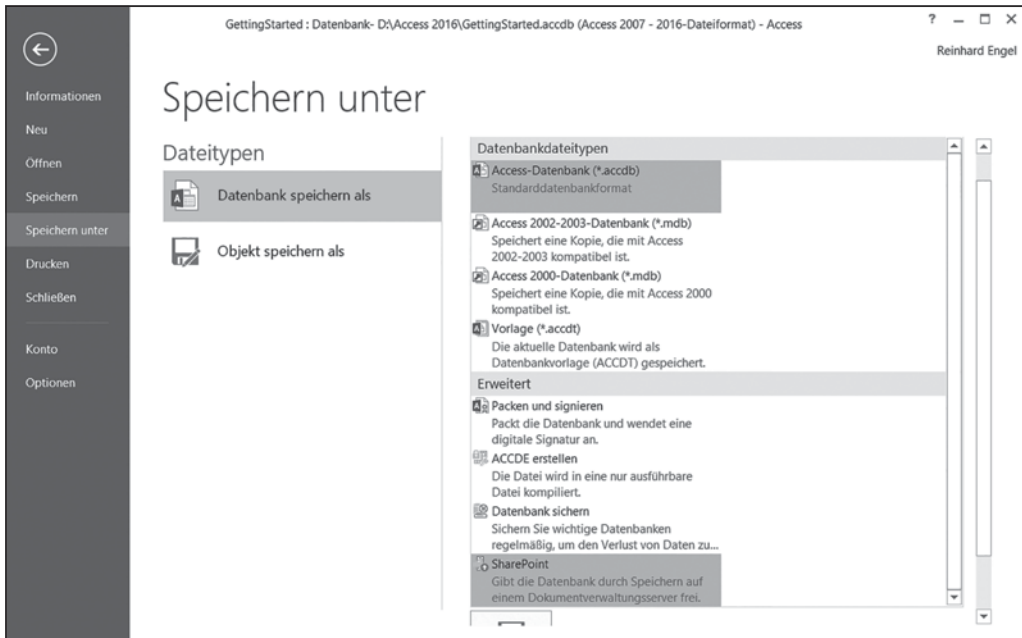 GettingStarted : Datenbank- D:\Access 2016\GettingStarted.accdb (Access 2007 - 2016-Dateiformat) - Access
?
Reinhard Engel
Informationen
Neu
Öffnen
Speichern
Speichern unter
Drucken
Schließen
Konto
Optionen
Speichern unter
Dateitypen
Datenbank speichern als
Objekt speichern als
Datenbankdateitypen
Access-Datenbank (*.accdb)
Standarddatenbankformat
Access 2002-2003-Datenbank (*.mdb)
Speichert eine Kopie, die mit Access
2002-2003 kompatibel ist.
Access 2000-Datenbank (*.mdb)
Speichert eine Kopie, die mit Access 2000
kompatibel ist.
Vorlage (*.accdt)
Die aktuelle Datenbank wird als
Datenbankvorlage (ACCDT) gespeichert.
Erweitert
Packen und signieren
Packt die Datenbank und wendet eine
digitale Signatur an.
ACCDE erstellen
Die Datei wird in eine nur ausführbare
Datei kompiliert.
Datenbank sichern
Sichern Sie wichtige Datenbanken
regelmäßig, um den Verlust von Daten zu...
SharePoint
Gibt die Datenbank durch Speichern auf
einem Dokumentverwaltungsserver frei.